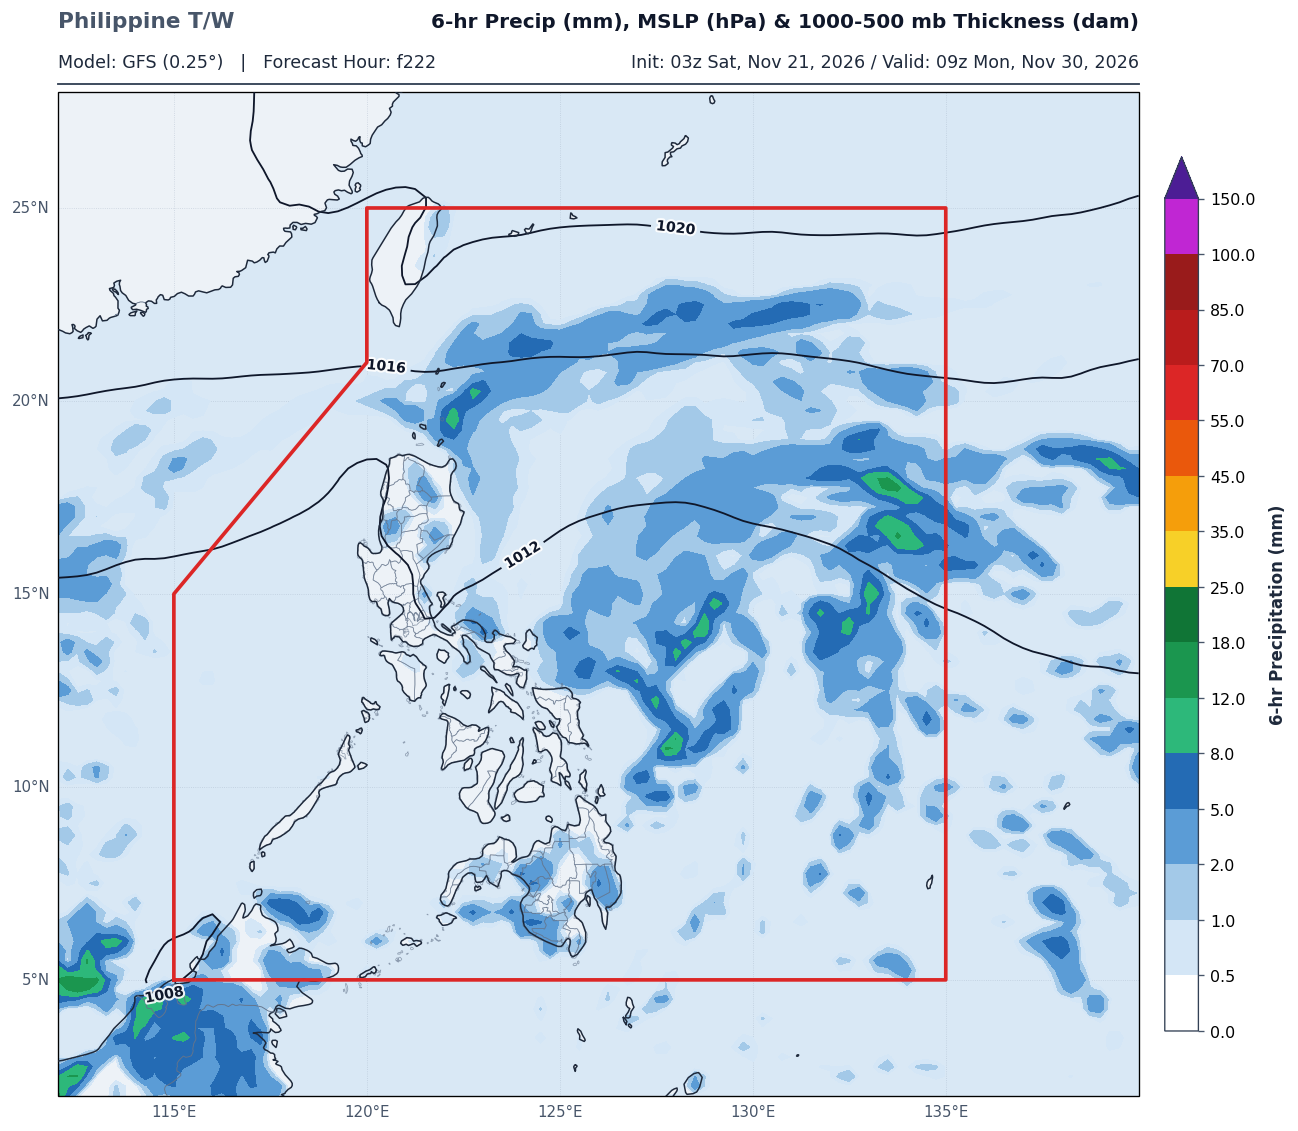 Philippine T/W
6-hr Precip (mm), MSLP (hPa) & 1000-500 mb Thickness (dam)
Model: GFS (0.25°) | Forecast Hour: f222
Init: 03z Sat, Nov 21, 2026 / Valid: 09z Mon, Nov 30, 2026
25°N
20°N
15°N
10°N
5°N
115°E
120°E
125°E
130°E
135°E
1020
1016
1012
1008
150.0
100.0
85.0
70.0
55.0
45.0
35.0
25.0
18.0
12.0
8.0
5.0
2.0
1.0
0.5
0.0
6-hr Precipitation (mm)